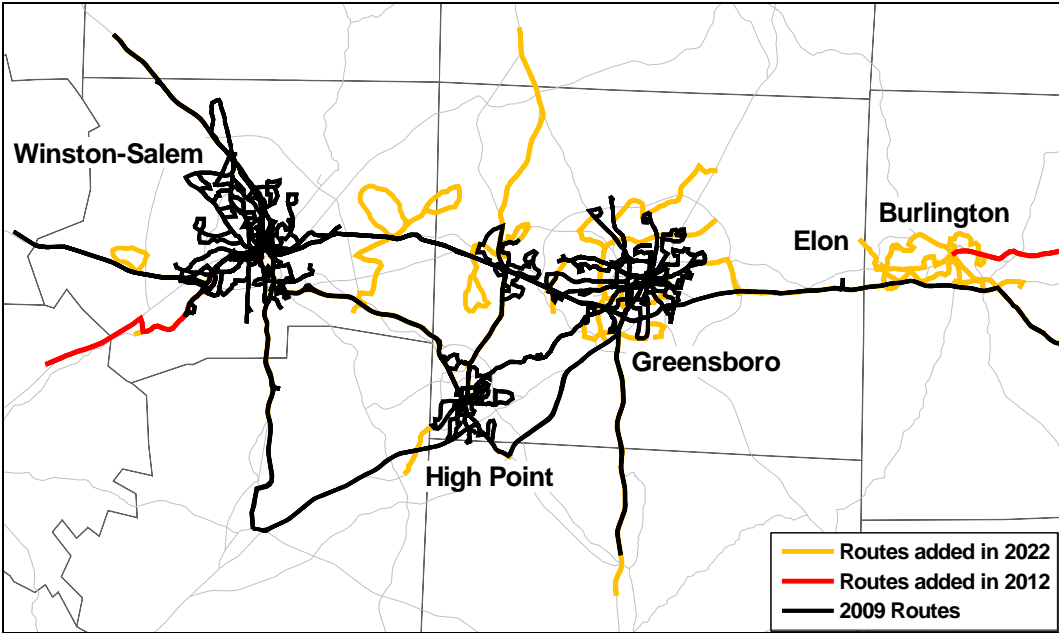 Winston-Salem
Burlington
Elon
Greensboro
High Point
Routes added in 2022
Routes added in 2012
2009 Routes